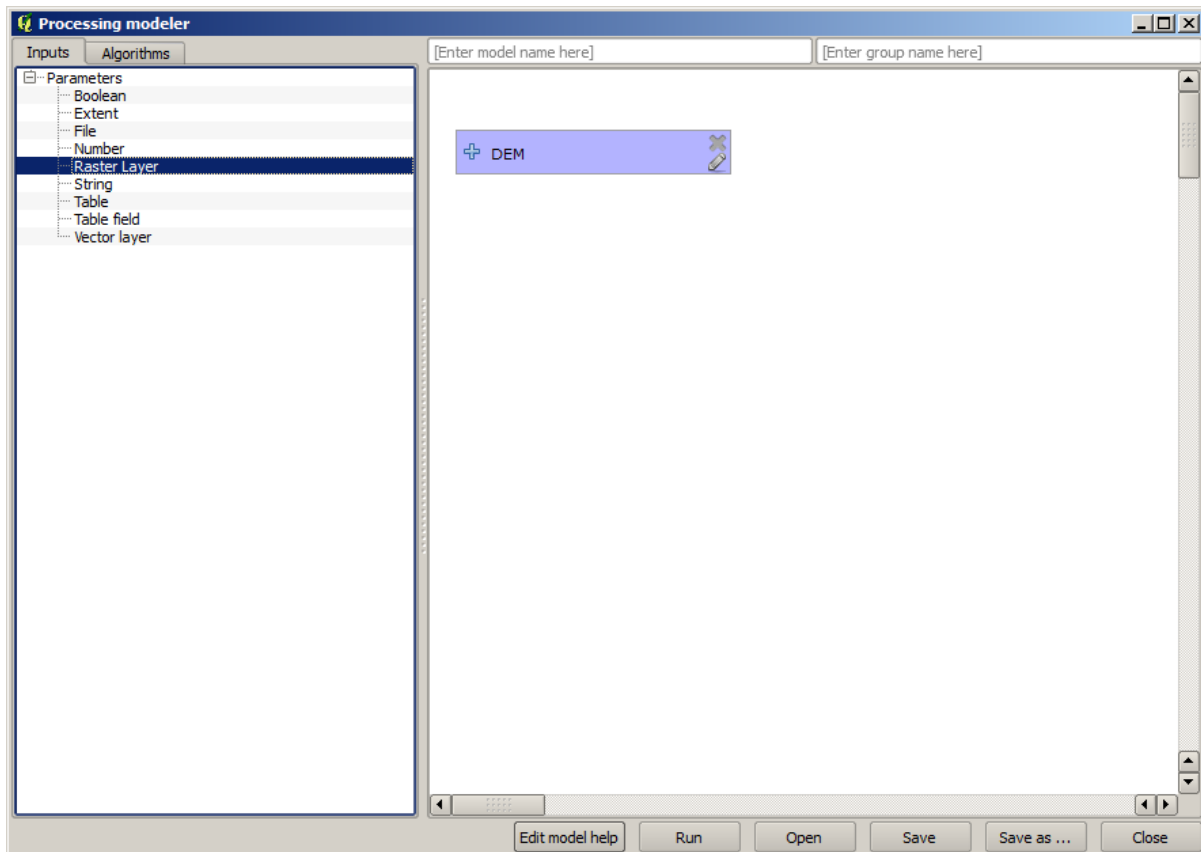 Processing modeler
Inputs
Algorithms
[Enter model name here]
[Enter group name here]
Parameters
Boolean
Extent
File
Number
Raster Layer
String
Table
Table field
Vector layer
DEM
Edit model help
Run
Open
Save
Save as ...
Close